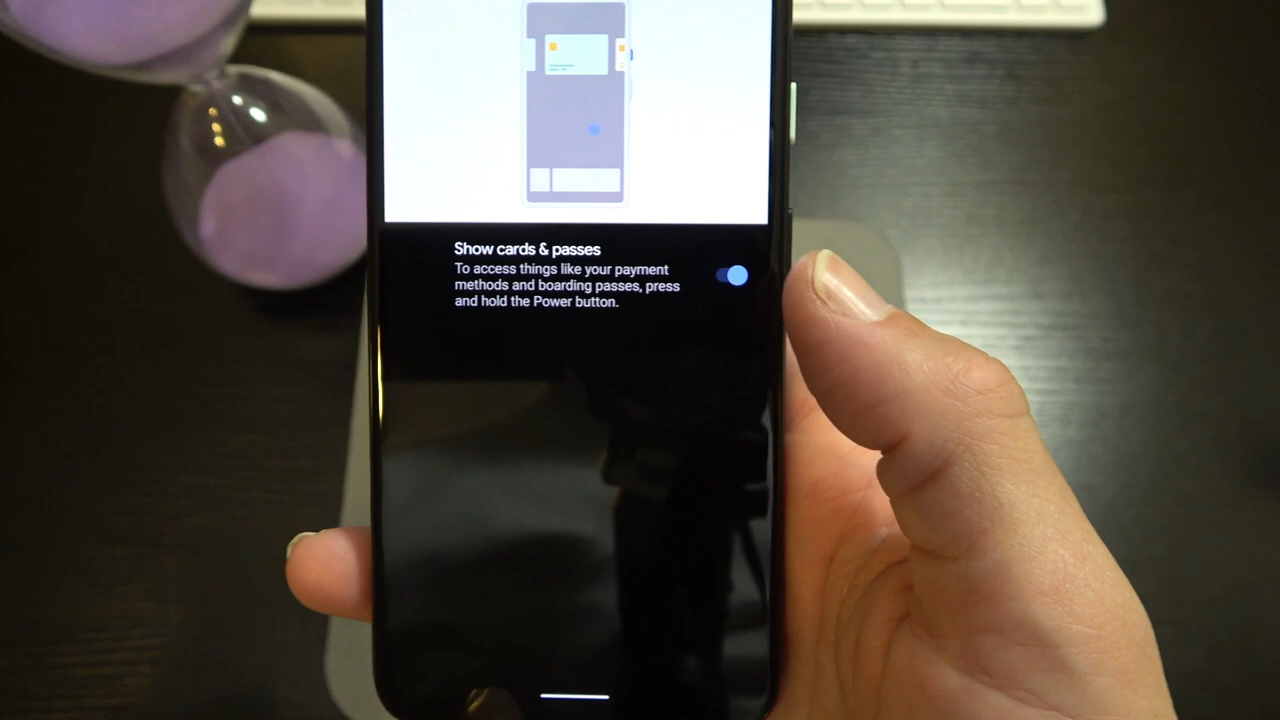 Show cards & passes
To access things like your payment
methods and boarding passes, press
and hold the Power button.